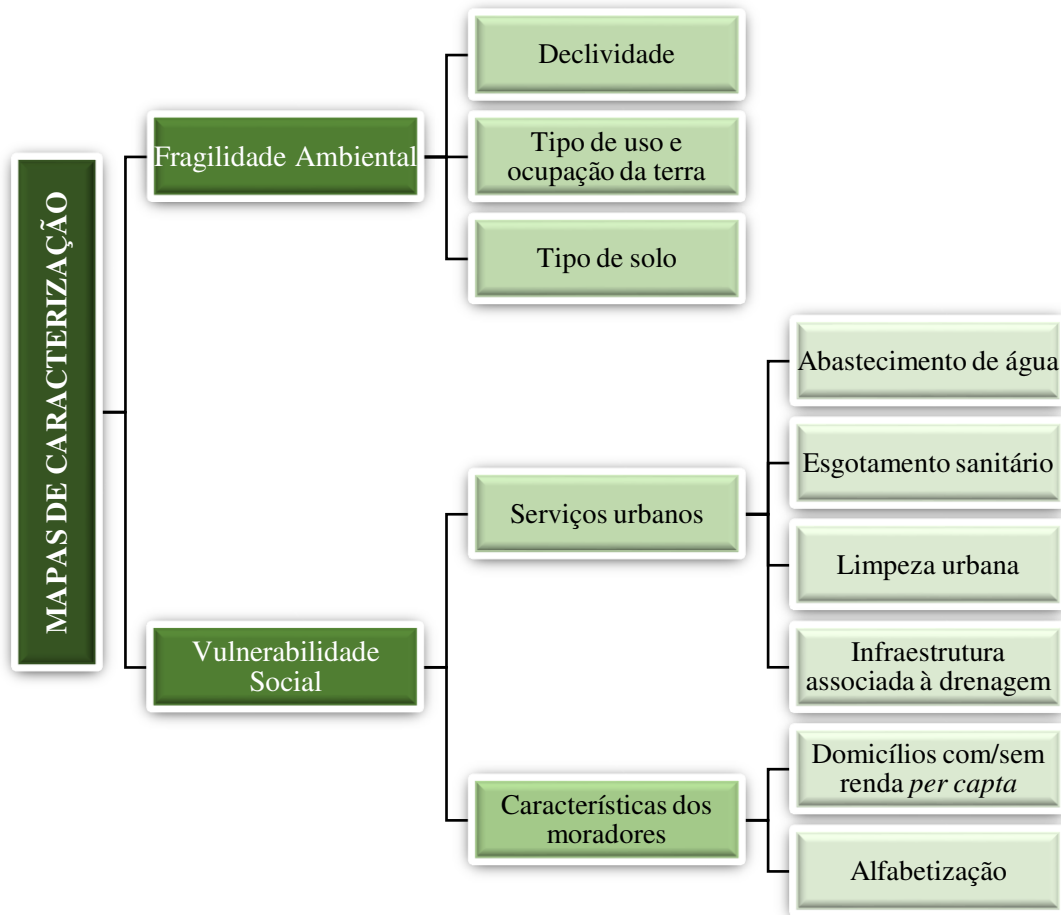 MAPAS DE CARACTERIZAÇÃO
Fragilidade Ambiental
Declividade
Tipo de uso e
ocupação da terra
Tipo de solo
Vulnerabilidade
Social
Serviços urbanos
Abastecimento de água
Esgotamento sanitário
Limpeza urbana
Infraestrutura
associada à drenagem
Características dos
moradores
Domicílios com/sem
renda per capta
Alfabetização